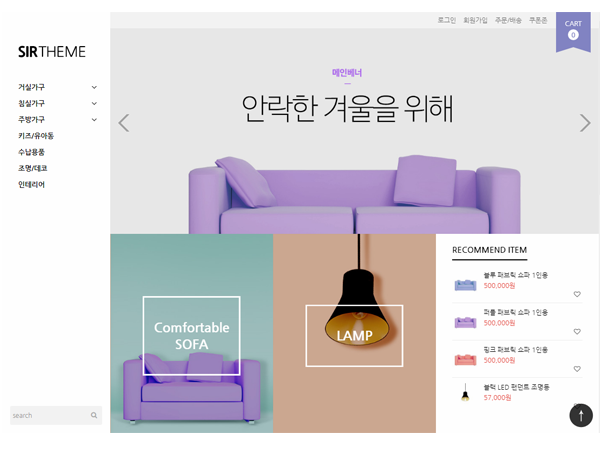 로그인 회원가입 주문/배송 쿠폰존
CART
0
SIRTHEME
거실가구
침실가구
주방가구
키즈/유아동
수납용품
조명/데코
인테리어
search
메인배너
안락한 겨울을 위해
Comfortable
SOFA
LAMP
RECOMMEND ITEM
블루 패브릭 쇼파 1인용
500,000원
퍼플 패브릭 쇼파 1인용
500,000원
핑크 패브릭 쇼파 1인용
500,000원
블랙 LED 팬던트 조명등
57,000원